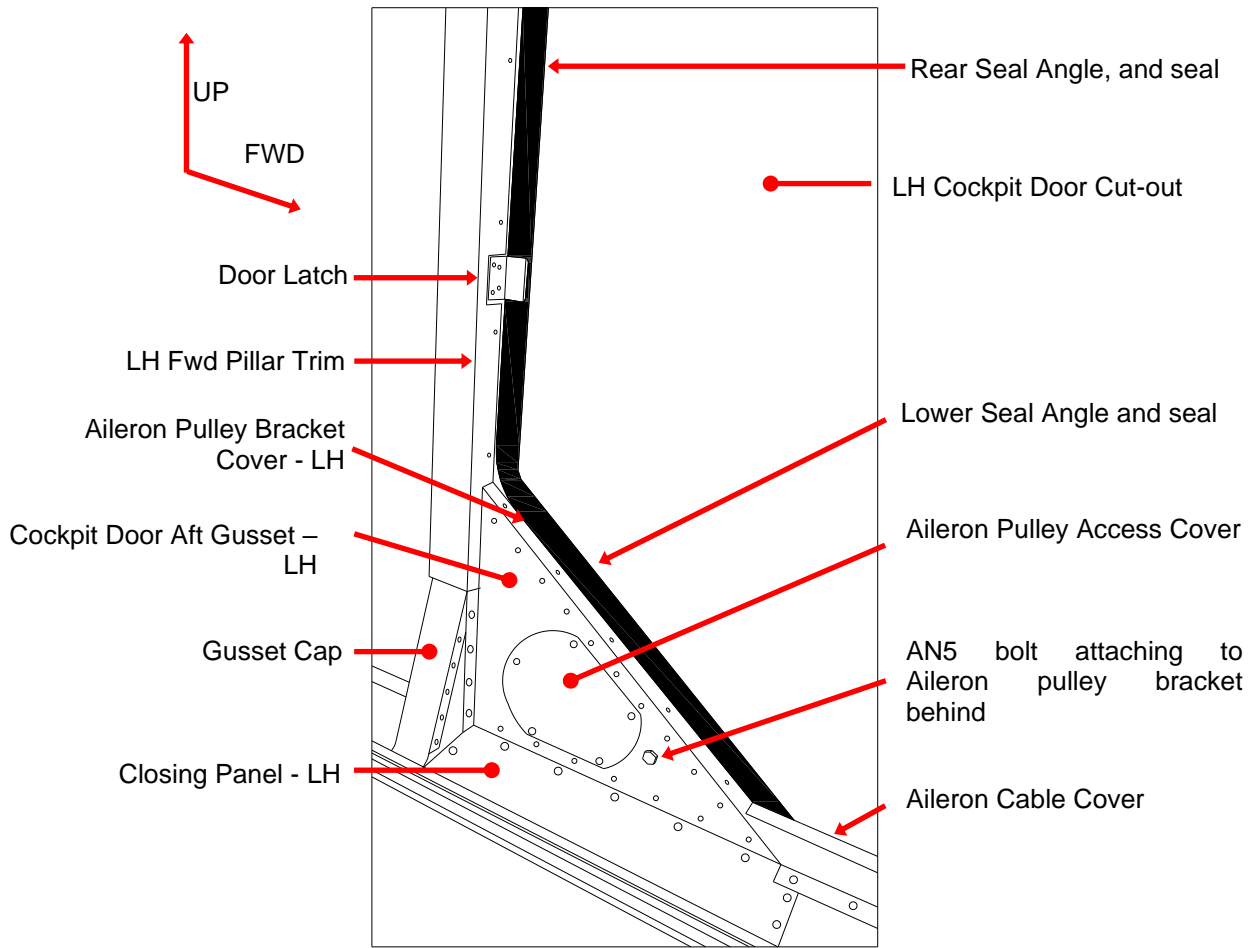 UP
FWD
Rear Seal Angle, and seal
LH Cockpit Door Cut-out
Door Latch
LH Fwd Pillar Trim
Aileron Pulley Bracket
Cover - LH
Lower Seal Angle and seal
Cockpit Door Aft Gusset –
LH
Aileron Pulley Access Cover
Gusset Cap
AN5 bolt attaching to
Aileron pulley bracket
behind
Closing Panel - LH
Aileron Cable Cover